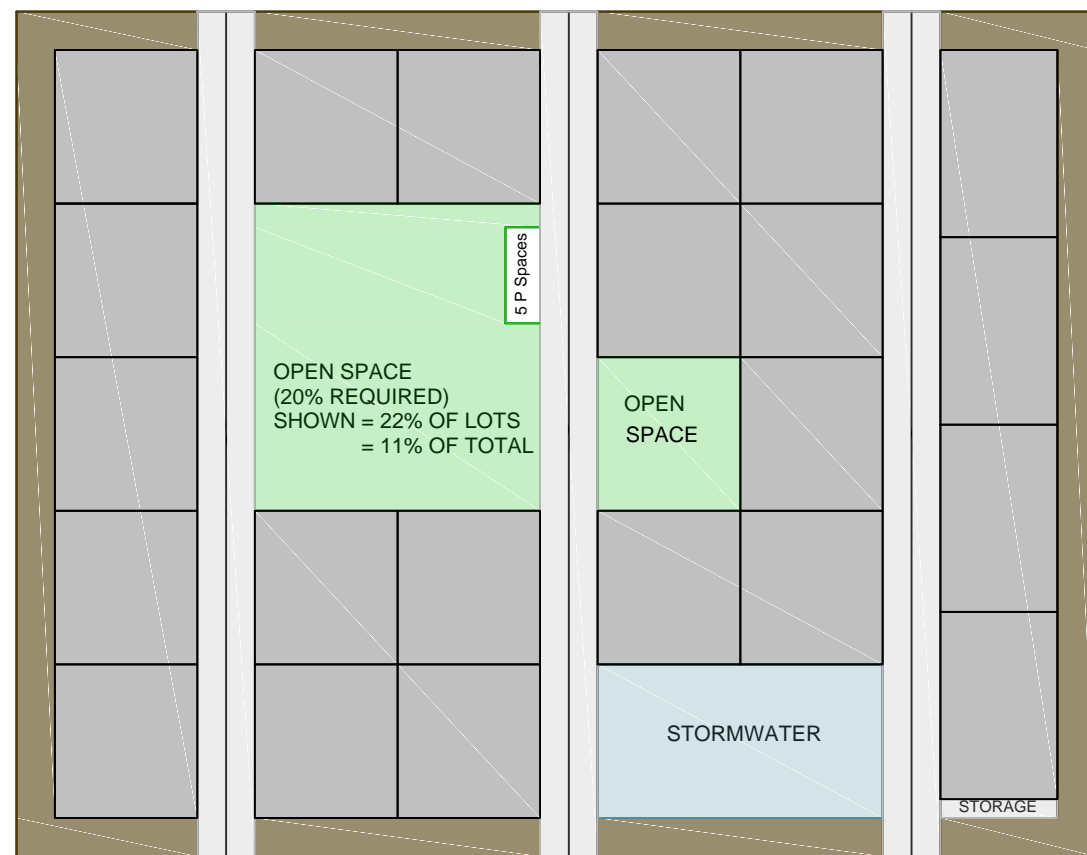 5 P Spaces
OPEN SPACE
(20% REQUIRED)
SHOWN = 22% OF LOTS
= 11% OF TOTAL
OPEN
SPACE
STORMWATER
STORAGE